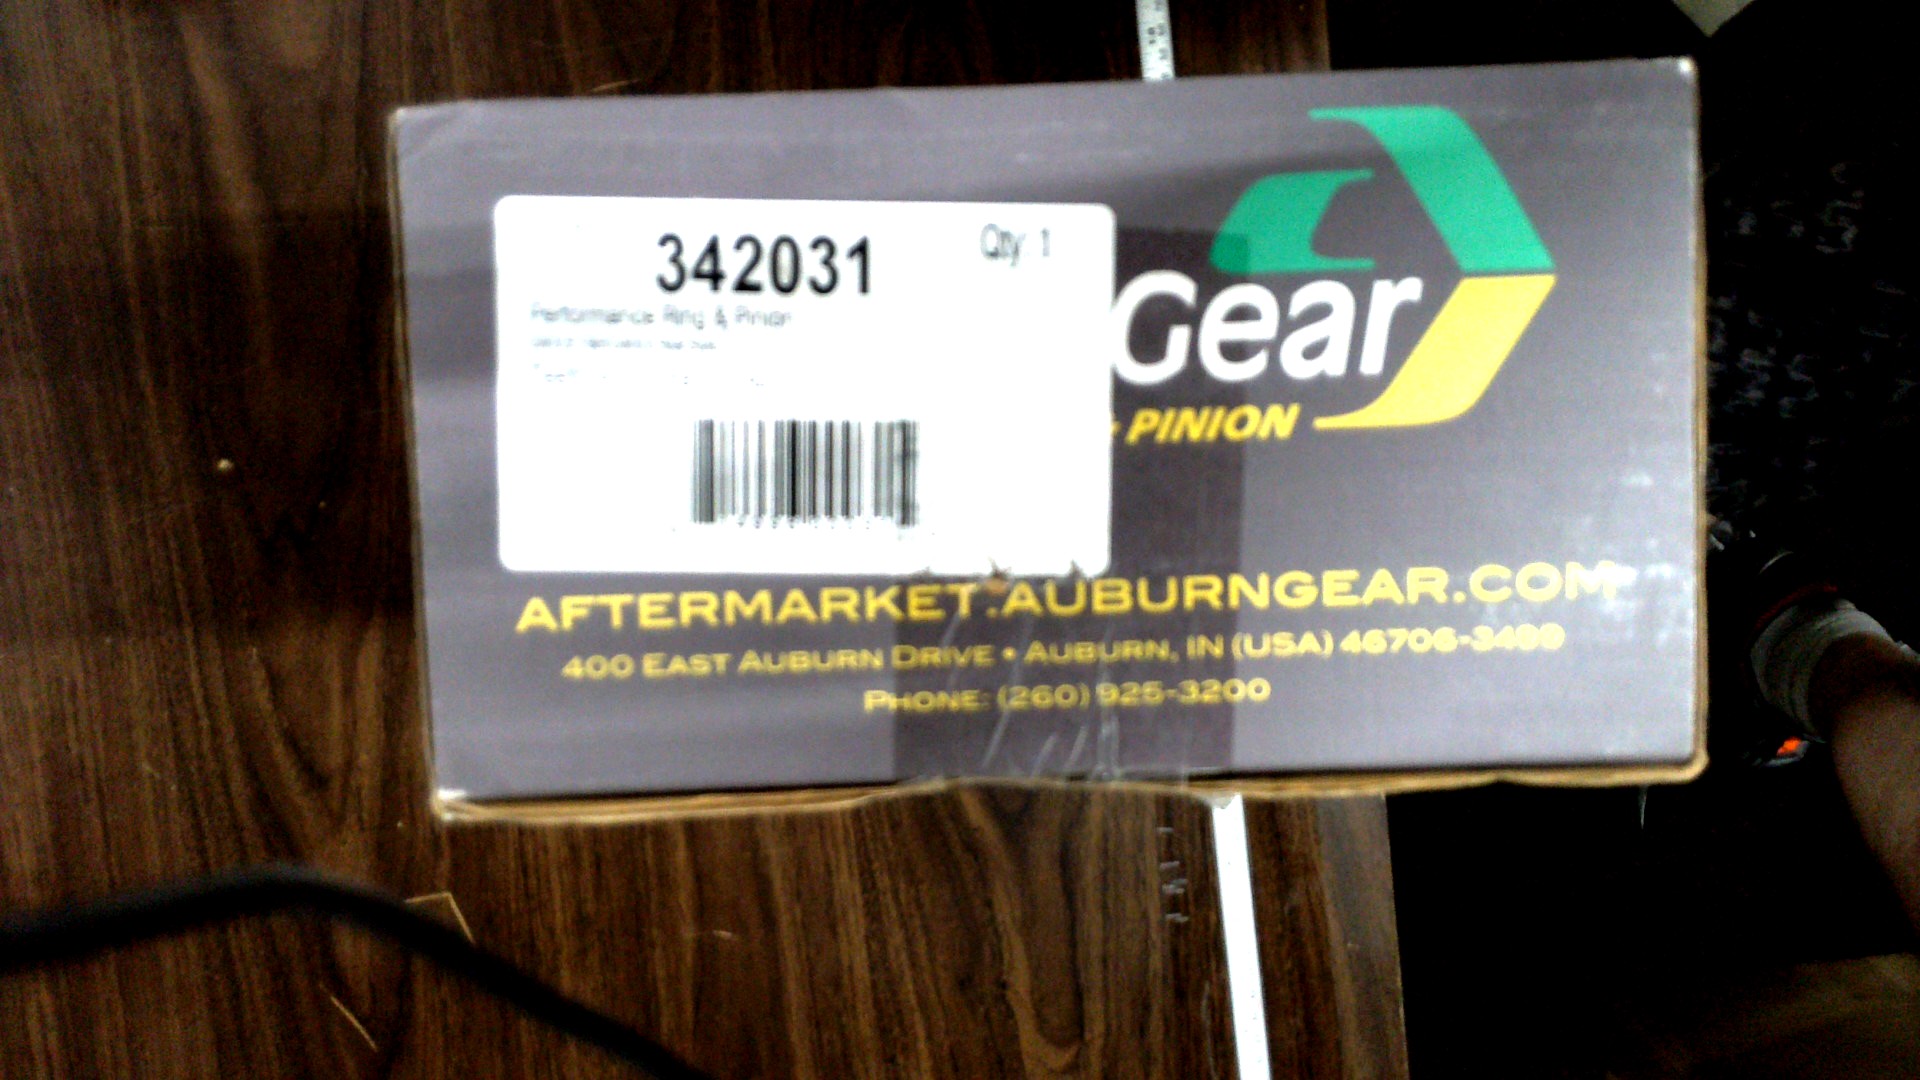 342031
Qty 1
Performance Ring & Pinion
Gear
& PINION
AFTERMARKET.AUBURNGEAR.COM
400 EAST AUBURN DRIVE • AUBURN, IN (USA) 46706-3499
PHONE: (260) 925-3200